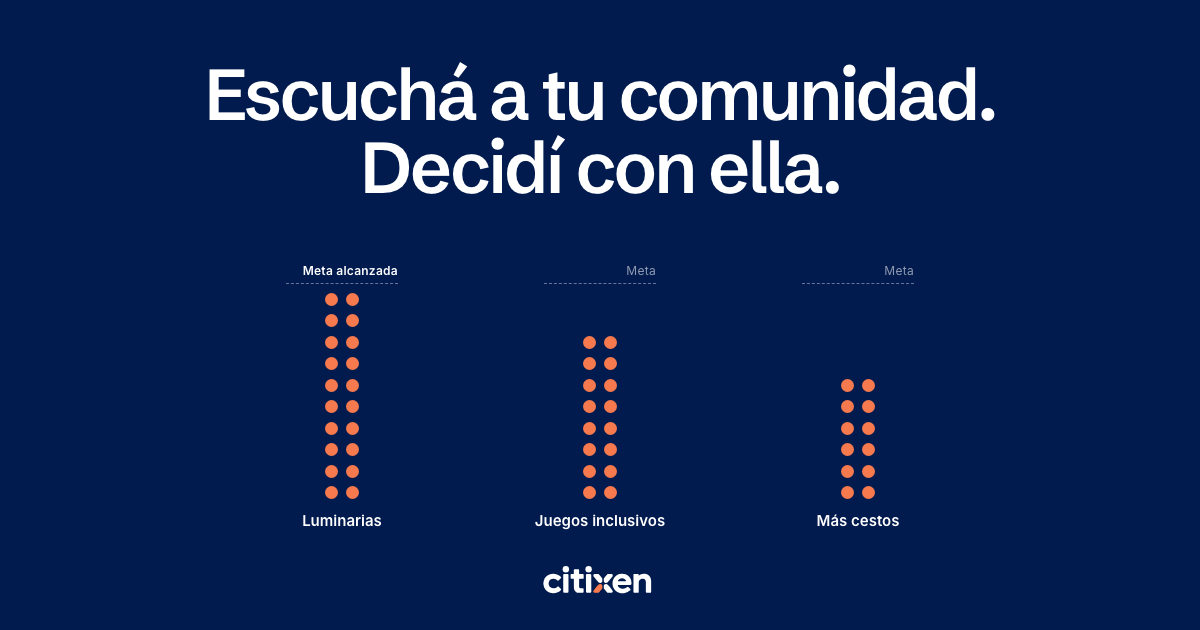 Escuchá a tu comunidad.
Decidí con ella.
Meta alcanzada
Meta
Meta
Luminarias
Juegos inclusivos
Más cestos
citixen